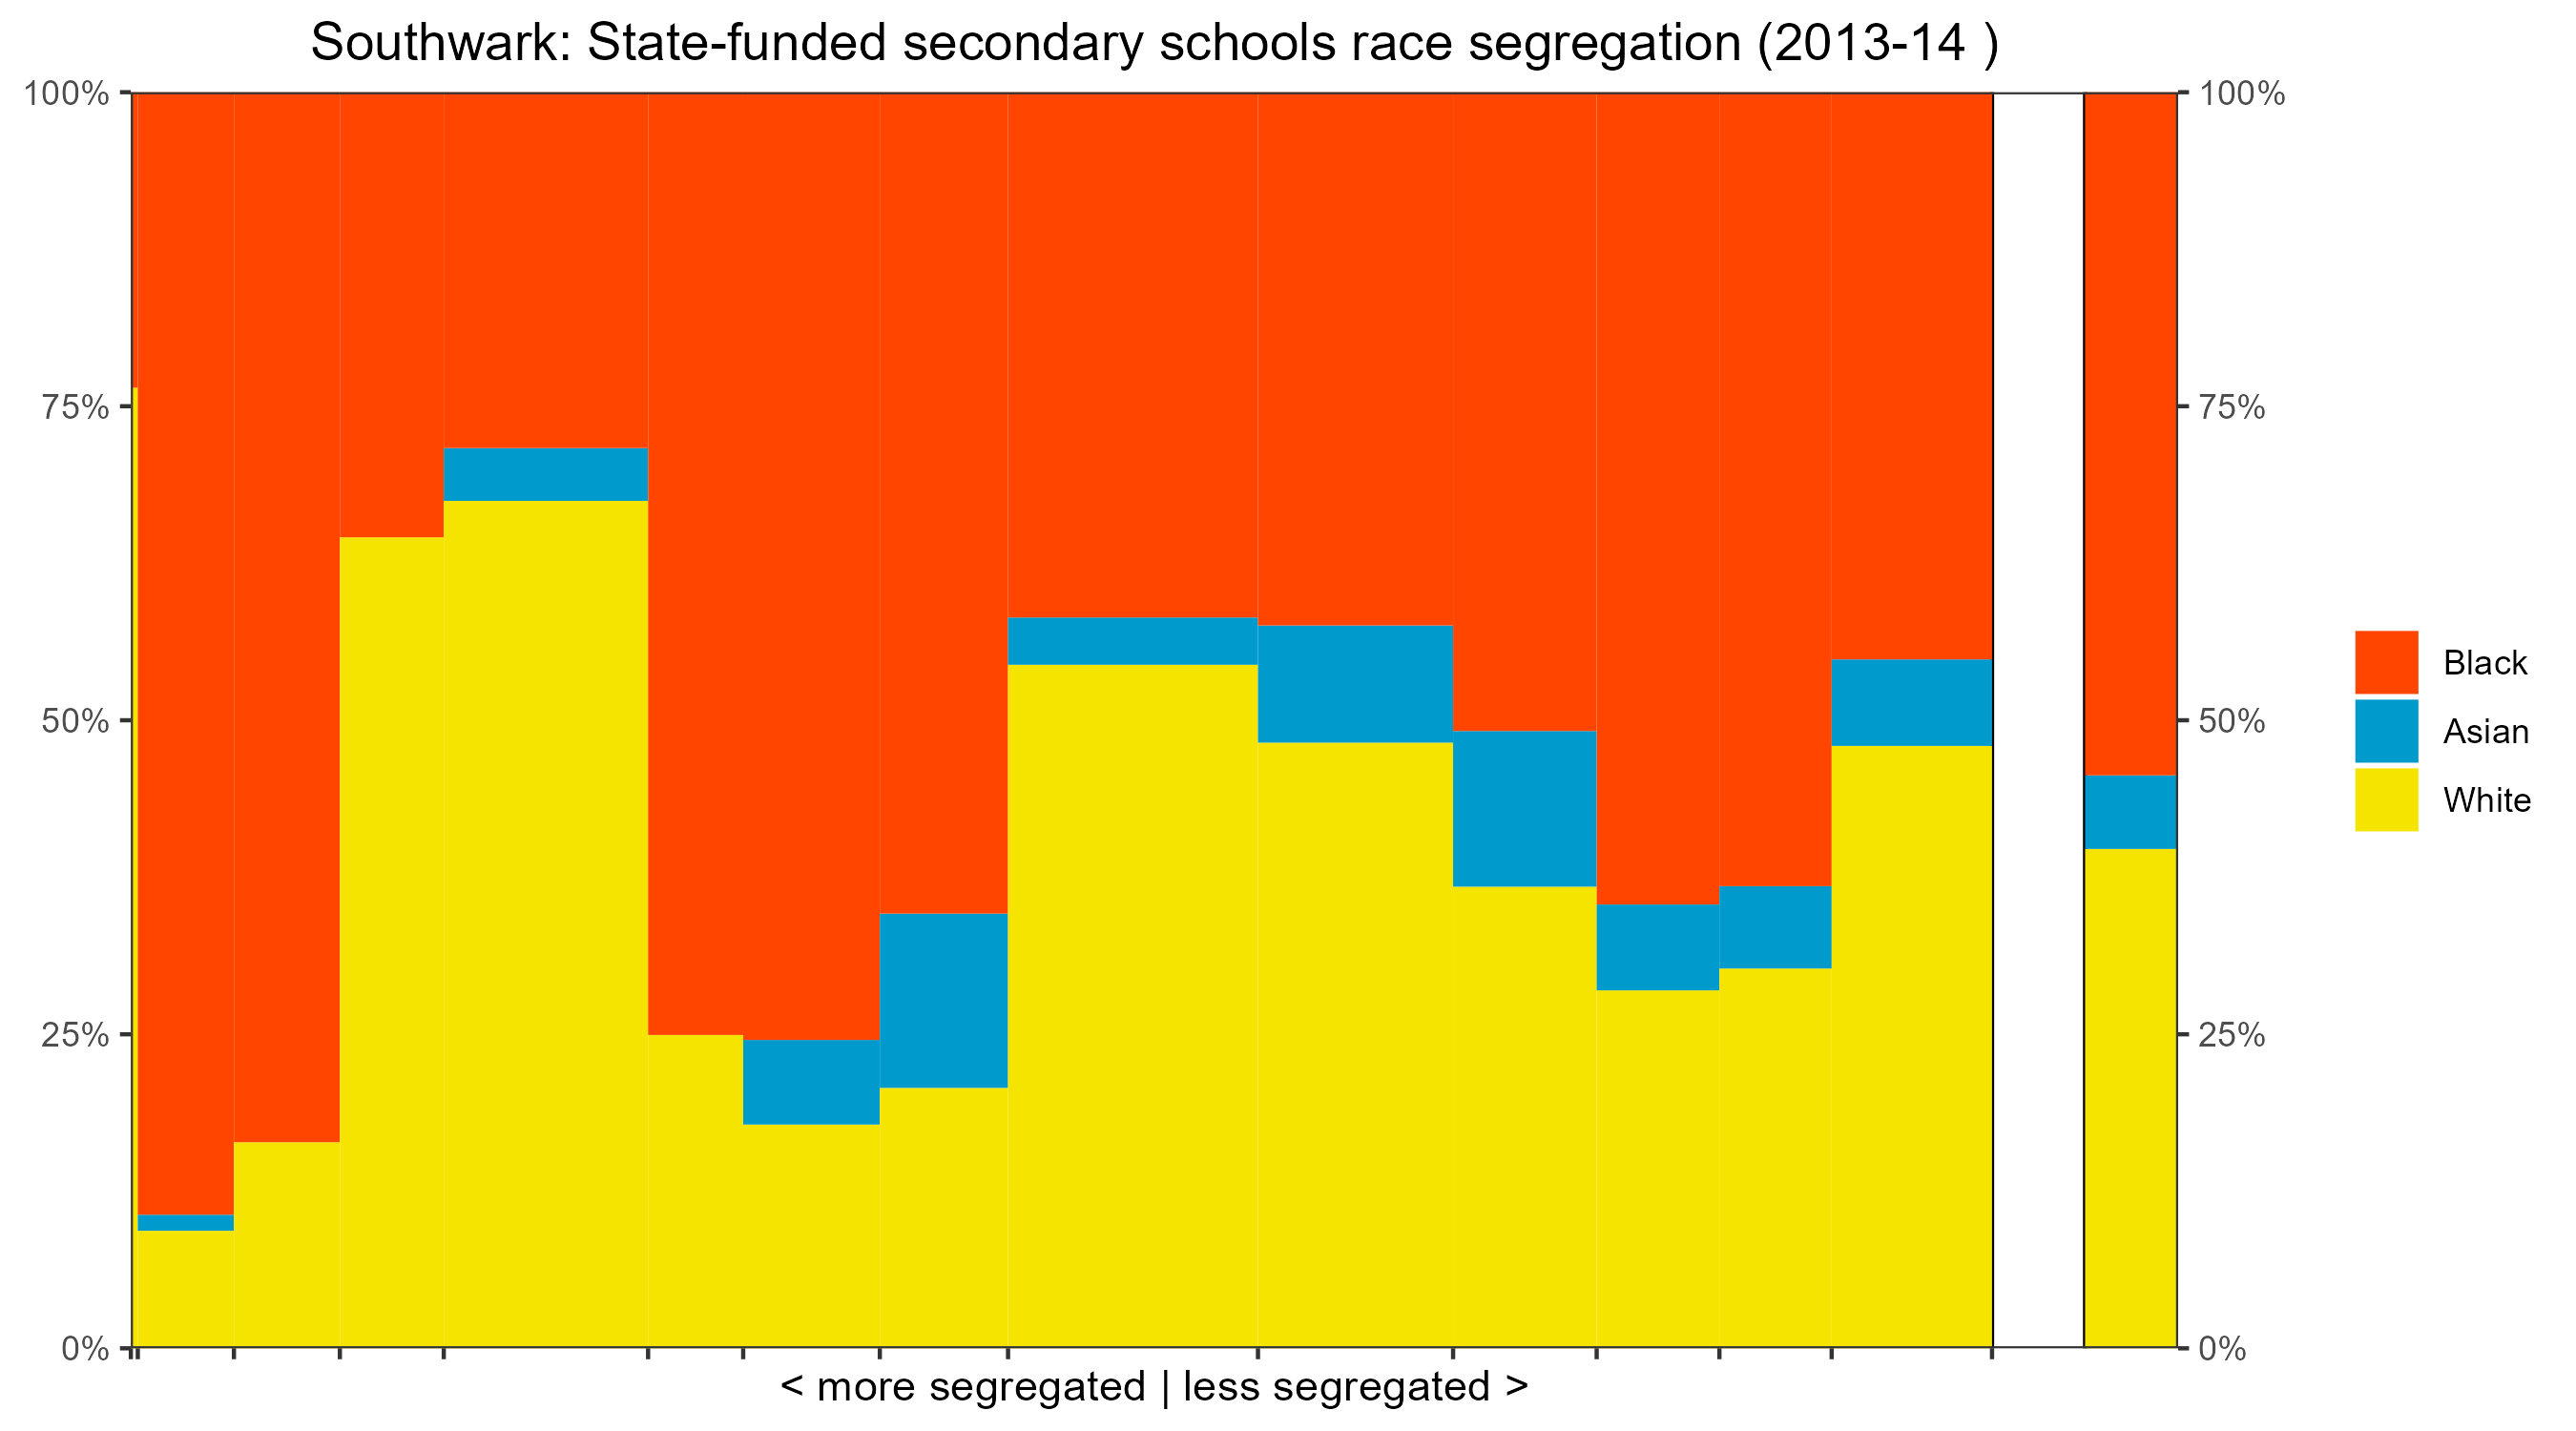 Southwark: State-funded secondary schools race segregation (2013-14 )
100%
75%
50%
25%
0%
100%
75%
50%
25%
0%
Black
Asian
White
< more segregated | less segregated >